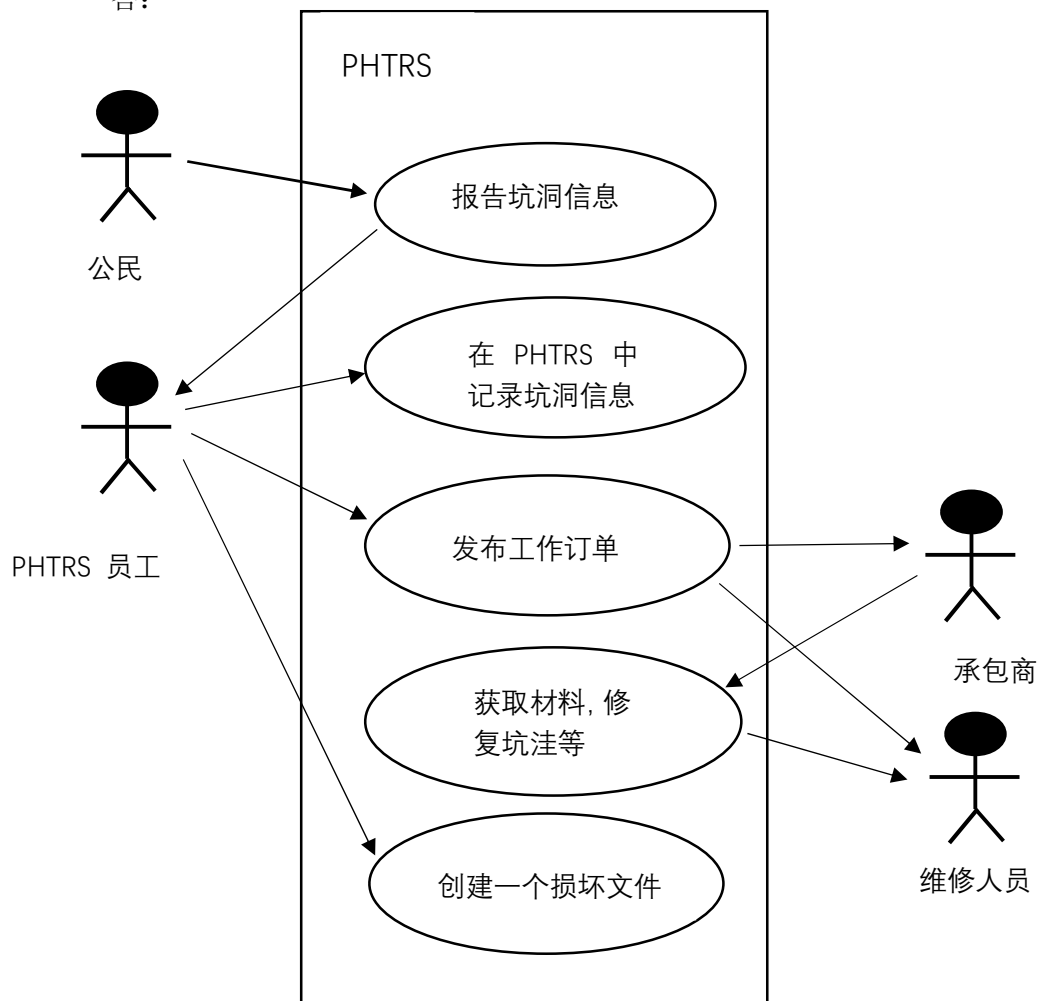 答：
PHTRS
报告坑洞信息
公民
在 PHTRS 中
记录坑洞信息
发布工作订单
PHTRS 员工
承包商
获取材料, 修
复坑洼等
创建一个损坏文件
维修人员